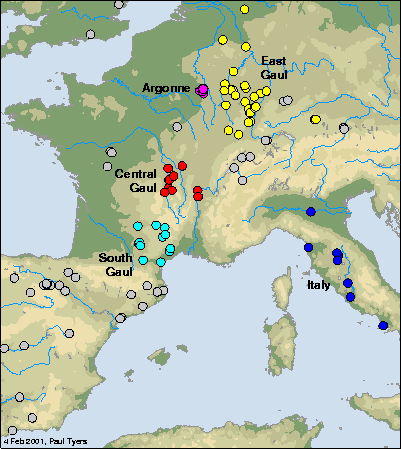 East
Gaul
Argonne
Central
Gaul
South
Gaul
Italy
4 Feb 2001, Paul Tyers